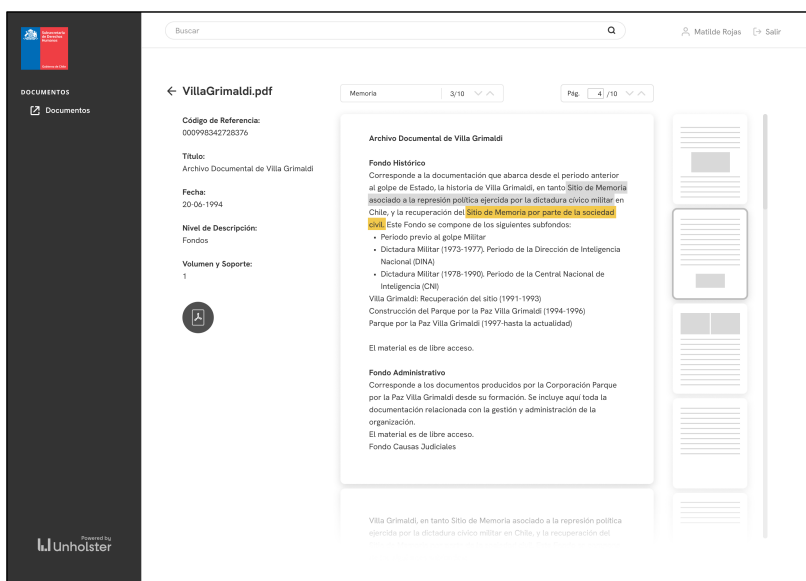 Subsecretaría
de Derechos
Humanos
Gobierno de Chile
Buscar
Matilde Rojas
Salir
DOCUMENTOS
Documentos
VillaGrimaldi.pdf
Memoria
3/10
Pág. 4 /10
Código de Referencia:
000998342728376
Título:
Archivo Documental de Villa Grimaldi
Fecha:
20-06-1994
Nivel de Descripción:
Fondos
Volumen y Soporte:
1
Archivo Documental de Villa Grimaldi
Fondo Histórico
Corresponde a la documentación que abarca desde el periodo anterior
al golpe de Estado, la historia de Villa Grimaldi, en tanto Sitio de Memoria
asociado a la represión política ejercida por la dictadura cívico militar en
Chile, y la recuperación del Sitio de Memoria por parte de la sociedad
civil. Este Fondo se compone de los siguientes subfondos:
• Periodo previo al golpe Militar
• Dictadura Militar (1973-1977). Periodo de la Dirección de Inteligencia
Nacional (DINA)
• Dictadura Militar (1978-1990). Periodo de la Central Nacional de
Inteligencia (CNI)
Villa Grimaldi: Recuperación del sitio (1991-1993)
Construcción del Parque por la Paz Villa Grimaldi (1994-1996)
Parque por la Paz Villa Grimaldi (1997-hasta la actualidad)
El material es de libre acceso.
Fondo Administrativo
Corresponde a los documentos producidos por la Corporación Parque
por la Paz Villa Grimaldi desde su formación. Se incluye aquí toda la
documentación relacionada con la gestión y administración de la
organización.
El material es de libre acceso.
Fondo Causas Judiciales
Villa Grimaldi, en tanto Sitio de Memoria asociado a la represión política
ejercida por la dictadura cívico militar en Chile, y la recuperación del
Powered by
Unholster